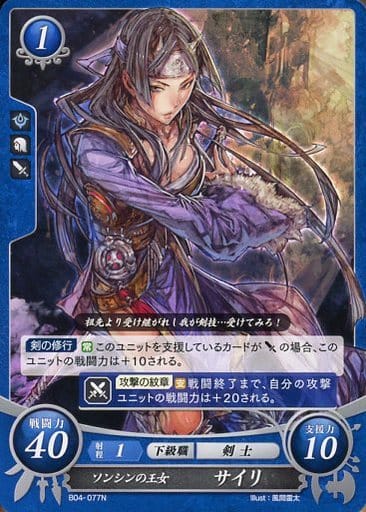 1
祖先より受け継がれし我が剣技…受けてみろ!
剣の修行 常 このユニットを支援しているカードが の場合、この
ユニットの戦闘力は+10される。
攻撃の紋章 支 戦闘終了まで、自分の攻撃
ユニットの戦闘力は+20される。
戦闘力
40
射程 1 下級職 剣士
支援力
10
ソンシンの王女 サイリ
B04-077N
Illust:風間雷太